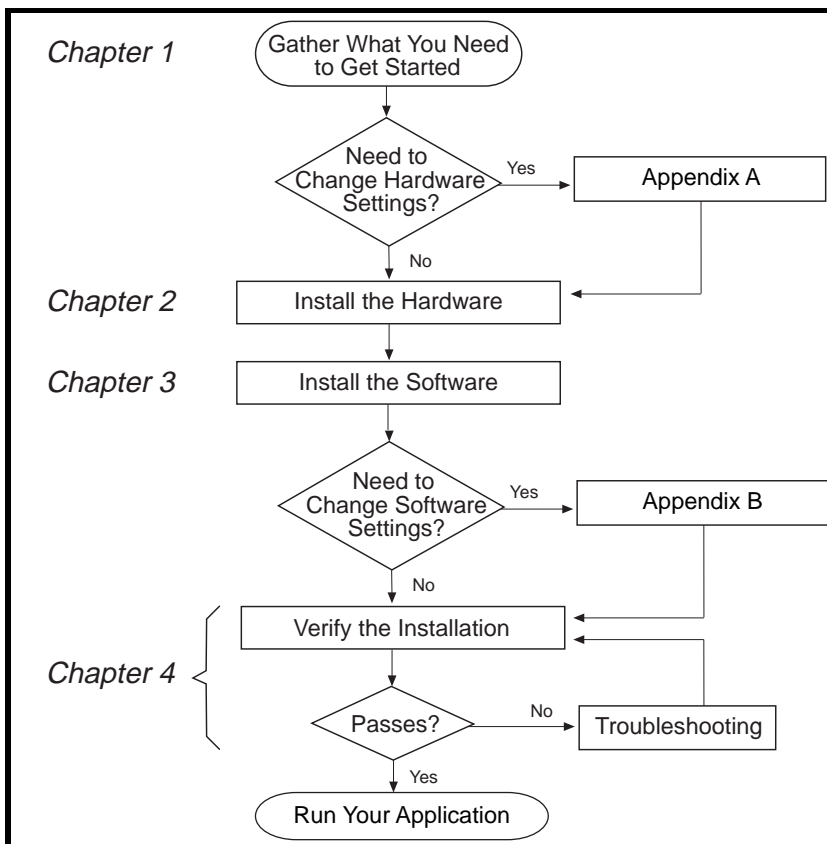 Chapter 1
Gather What You Need
to Get Started
Need to
Change Hardware
Settings?
Yes
Appendix A
No
Chapter 2
Install the Hardware
Chapter 3
Install the Software
Need to
Change Software
Settings?
Yes
Appendix B
No
Verify the Installation
Chapter 4
Passes?
No
Troubleshooting
Yes
Run Your Application